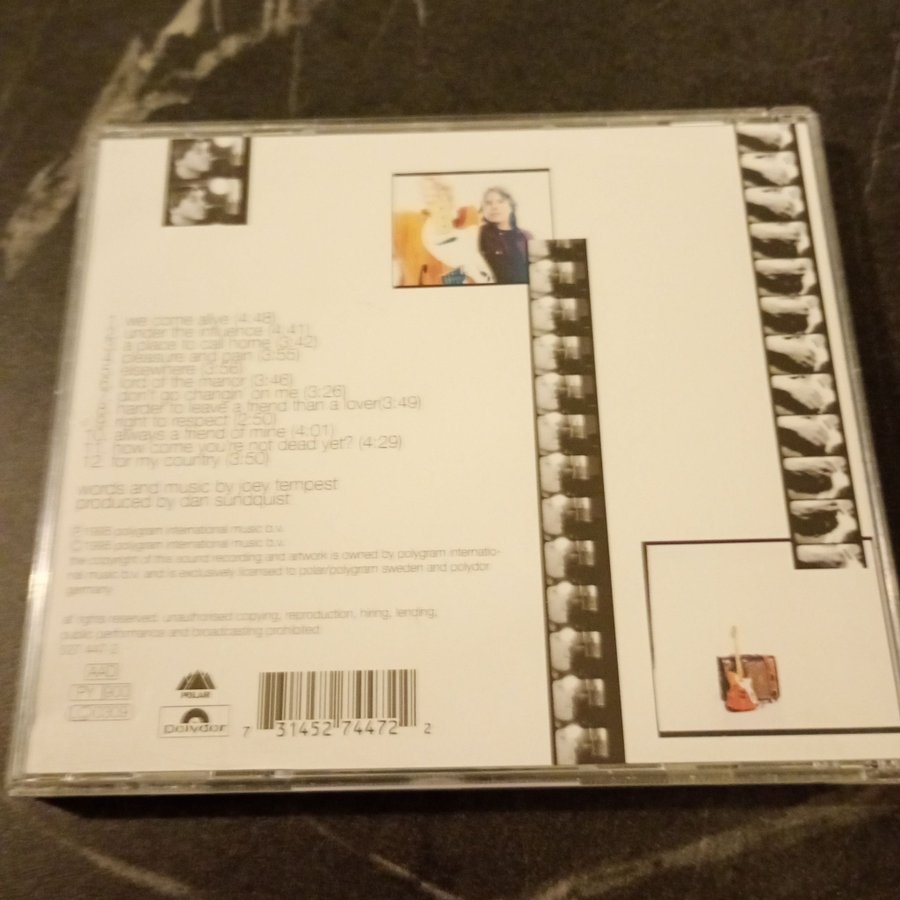 1. we come alive (4:48)
2. under the influence (4:41)
3. a place to call home (3:42)
4. pleasure and pain (3:55)
5. elsewhere (3:56)
6. lord of the manor (3:46)
7. don't go changin' on me (3:26)
8. harder to leave a friend than a lover(3:49)
9. right to respect (2:50)
10. always a friend of mine (4:01)
11. how come you're not dead yet? (4:29)
12. for my country (3:50)
words and music by joey tempest
produced by dan sundquist
polygram international music b.v.
polygram international music b.v.
the copyright of this sound recording and artwork is owned by polygram internatio-
nal music b.v. and is exclusively licensed to polar/polygram sweden and polydor
germany
all rights reserved. unauthorised copying, reproduction, hiring, lending,
public performance and broadcasting prohibited
527 447-2
AAD
PY 900
LC0309
POLAR
Polydor
7 31452 74472 2